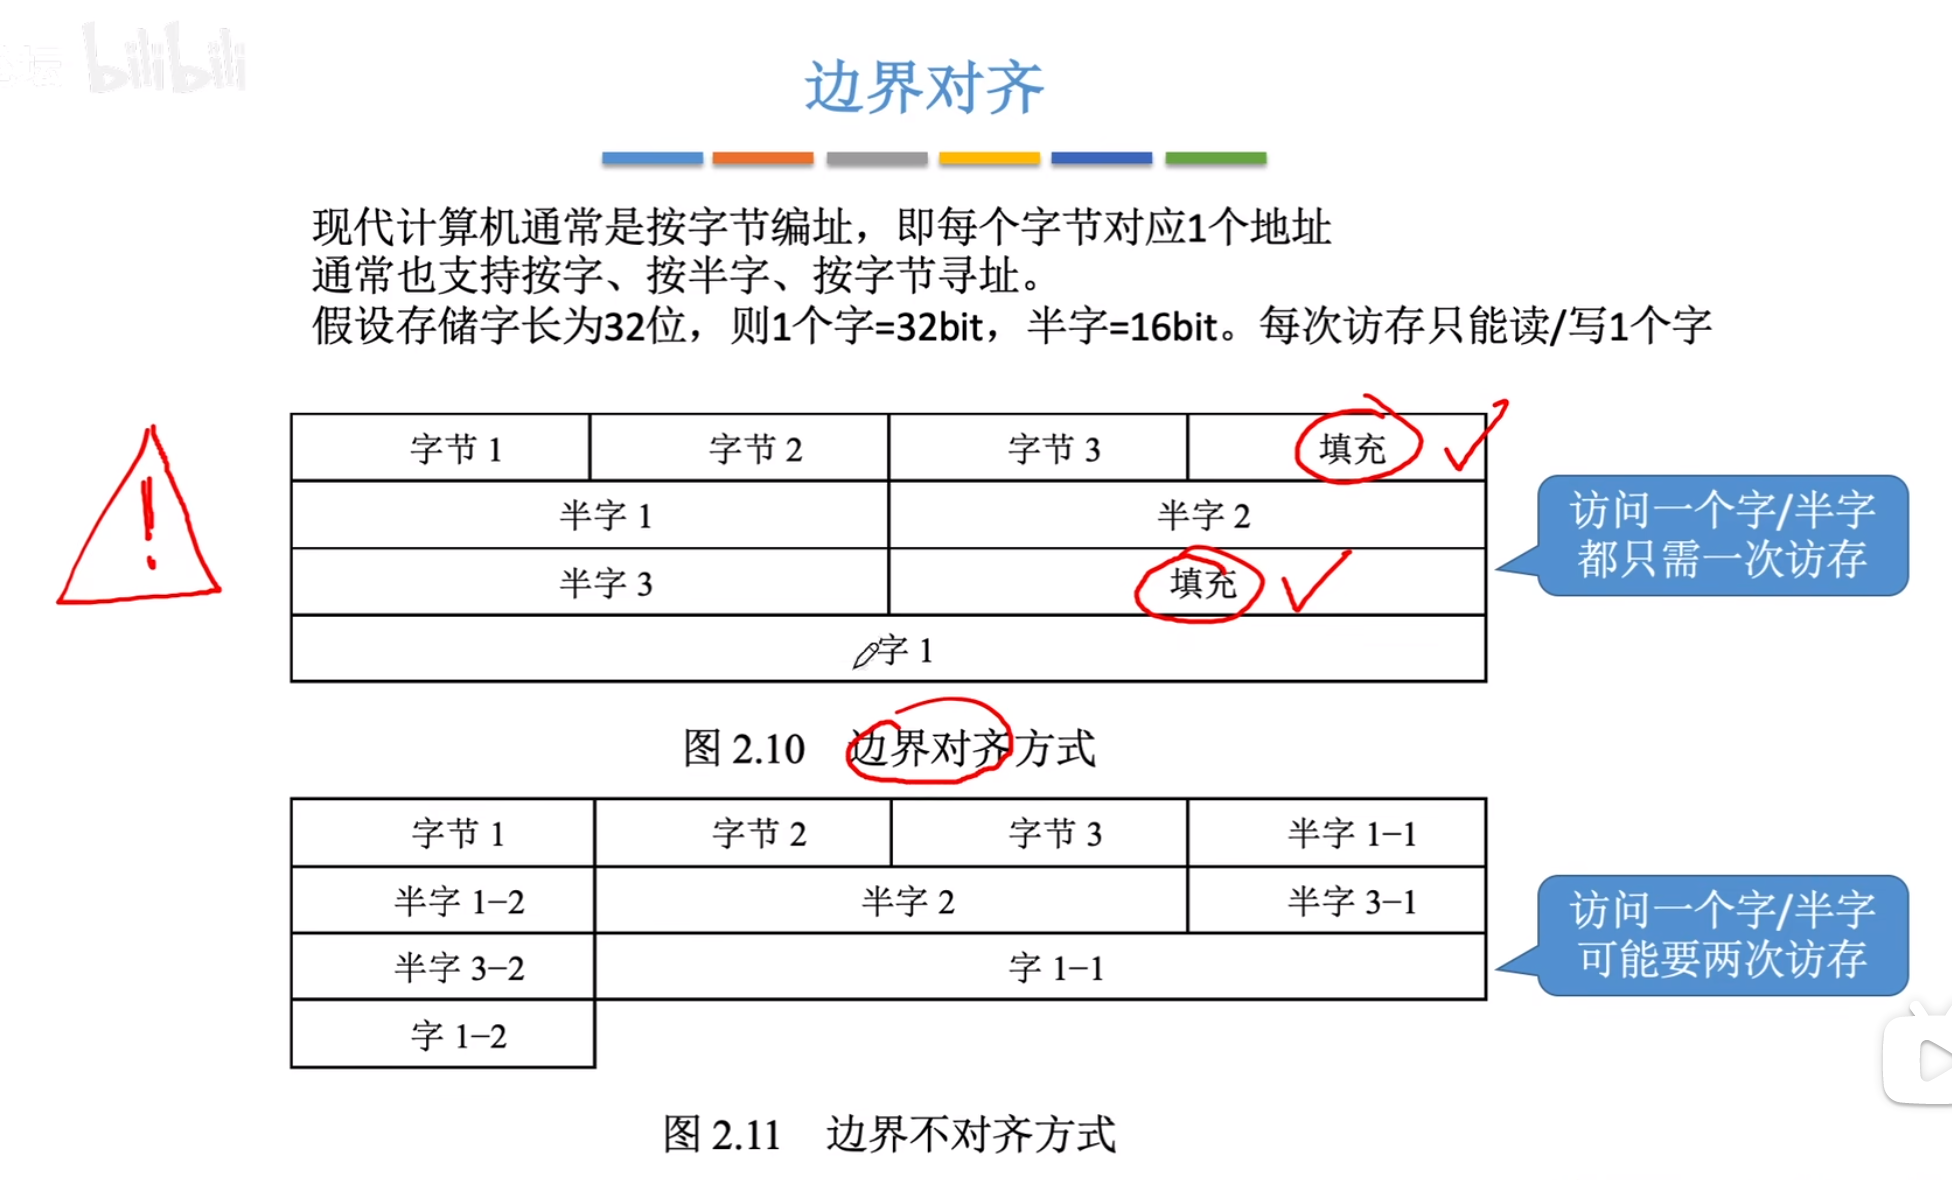 坛 bilibili
边界对齐
现代计算机通常是按字节编址，即每个字节对应1个地址
通常也支持按字、按半字、按字节寻址。
假设存储字长为32位，则1个字=32bit，半字=16bit。每次访存只能读/写1个字
字节 1 字节 2 字节 3 填充
半字 1 半字 2
半字 3 填充
字 1
访问一个字/半字
都只需一次访存
!
图 2.10 边界对齐方式
字节 1 字节 2 字节 3 半字 1-1
半字 1-2 半字 2 半字 3-1
半字 3-2 字 1-1
字 1-2
访问一个字/半字
可能要两次访存
图 2.11 边界不对齐方式